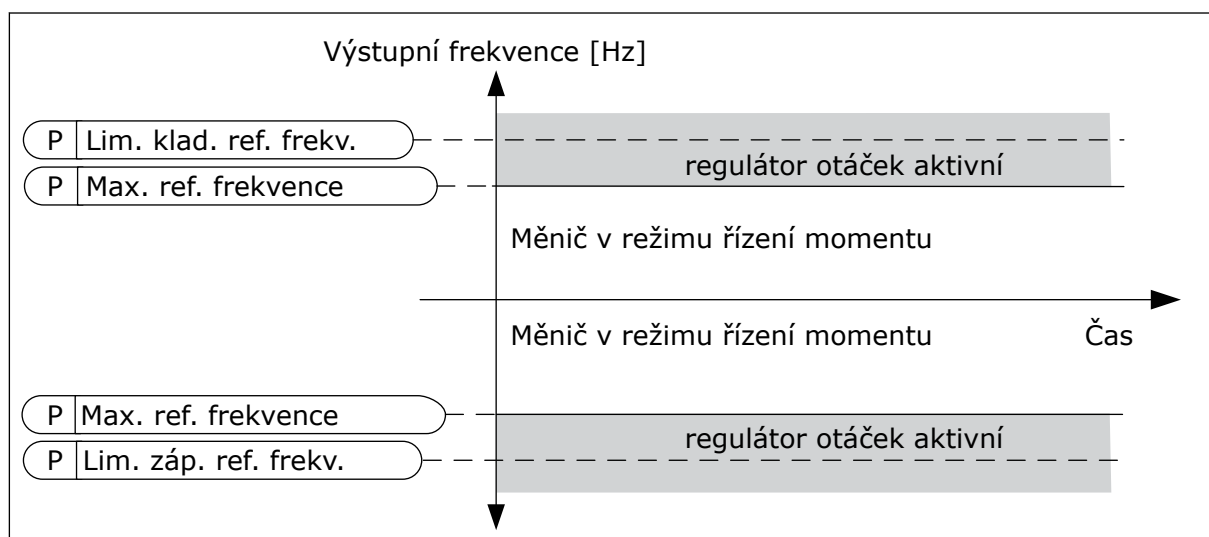 Výstupní frekvence [Hz]
P Lim. klad. ref. frekv.
regulátor otáček aktivní
P Max. ref. frekvence
Měnič v režimu řízení momentu
Měnič v režimu řízení momentu
Čas
P Max. ref. frekvence
regulátor otáček aktivní
P Lim. záp. ref. frekv.